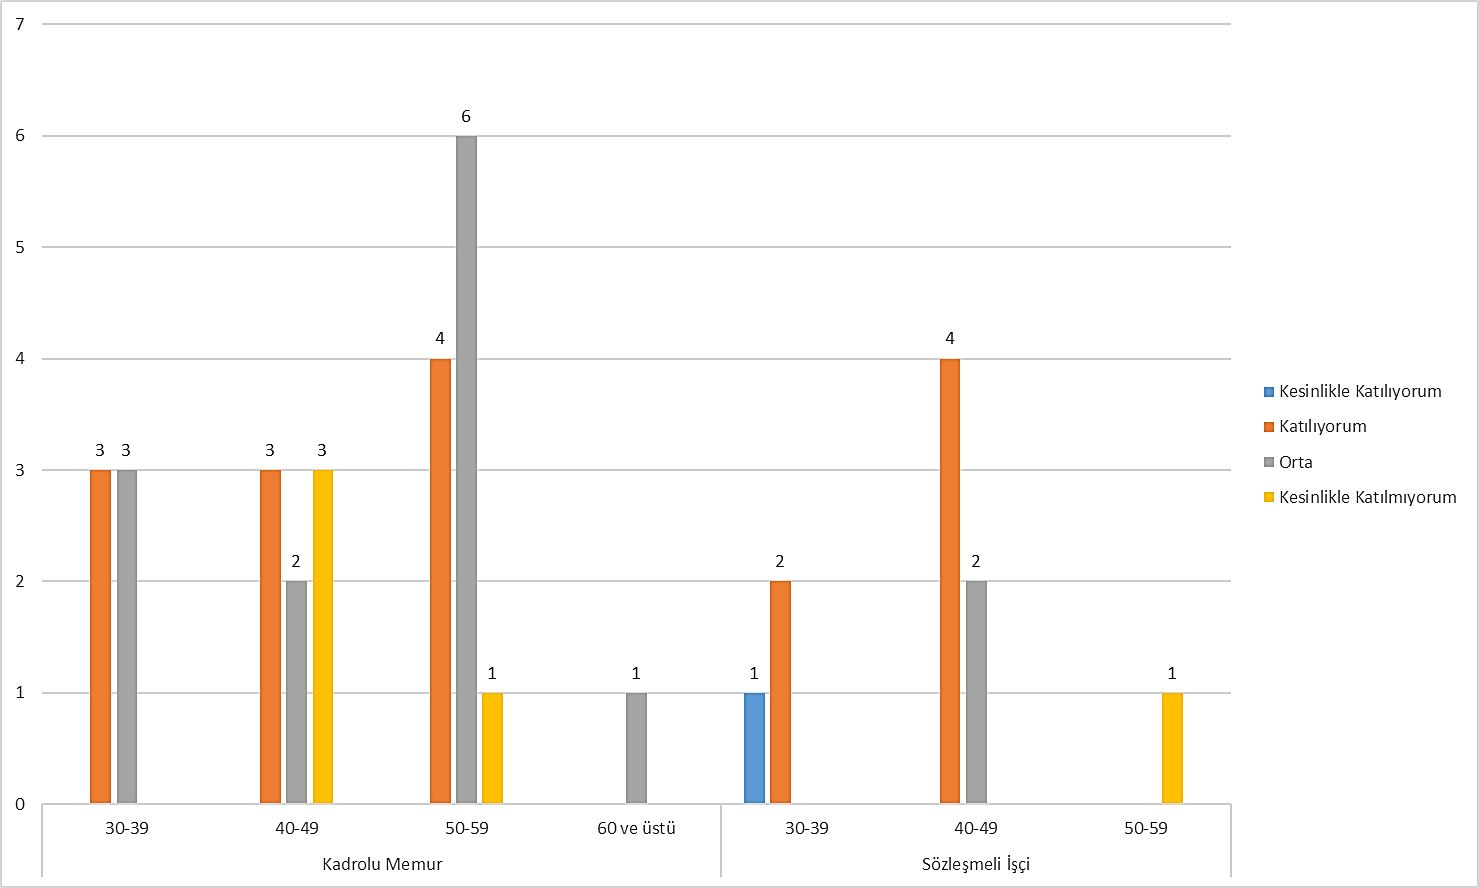 7
6
5
4
3
2
1
0
3 3
3 2 3
4 6 1
1
1 2
4 2
1
30-39 40-49 50-59 60 ve üstü 30-39 40-49 50-59
Kadrolu Memur Sözleşmeli İşçi
Kesinlikle Katılıyorum
Katılıyorum
Orta
Kesinlikle Katılmıyorum